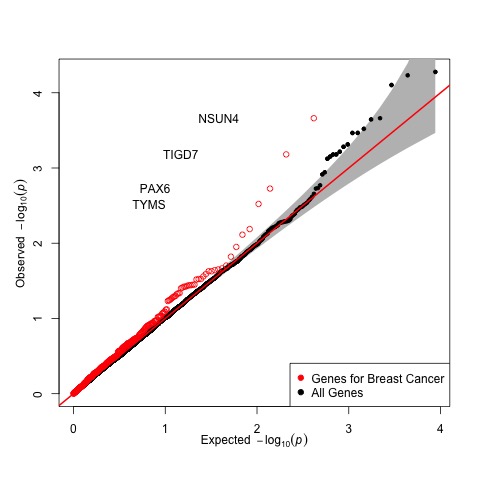 Observed −log10(p)
4
3
2
1
0
NSUN4
TIGD7
PAX6
TYMS
Genes for Breast Cancer
All Genes
0 1 2 3 4
Expected −log10(p)